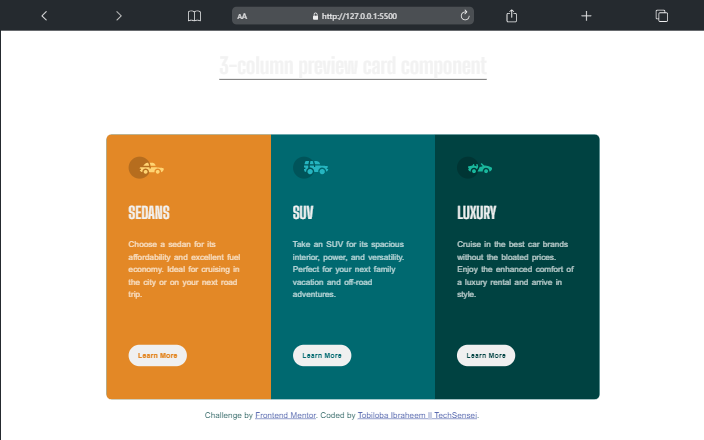 AA http://127.0.0.1:5500
3-column preview card component
SEDANS
Choose a sedan for its
affordability and excellent fuel
economy. Ideal for cruising in
the city or on your next road
trip.
Learn More
SUV
Take an SUV for its spacious
interior, power, and versatility.
Perfect for your next family
vacation and off-road
adventures.
Learn More
LUXURY
Cruise in the best car brands
without the bloated prices.
Enjoy the enhanced comfort of
a luxury rental and arrive in
style.
Learn More
Challenge by Frontend Mentor. Coded by Tobiloba Ibraheem || TechSensei.